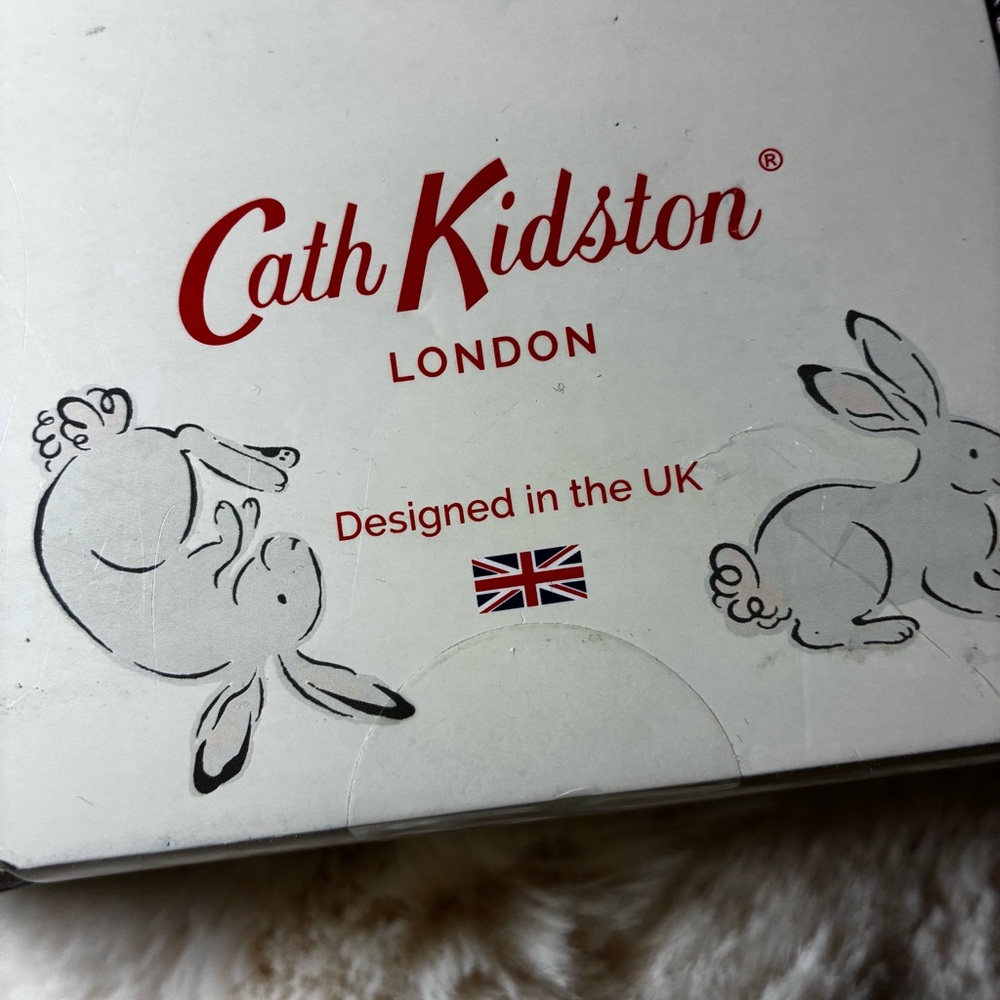 Cath Kidston®
LONDON
Designed in the UK